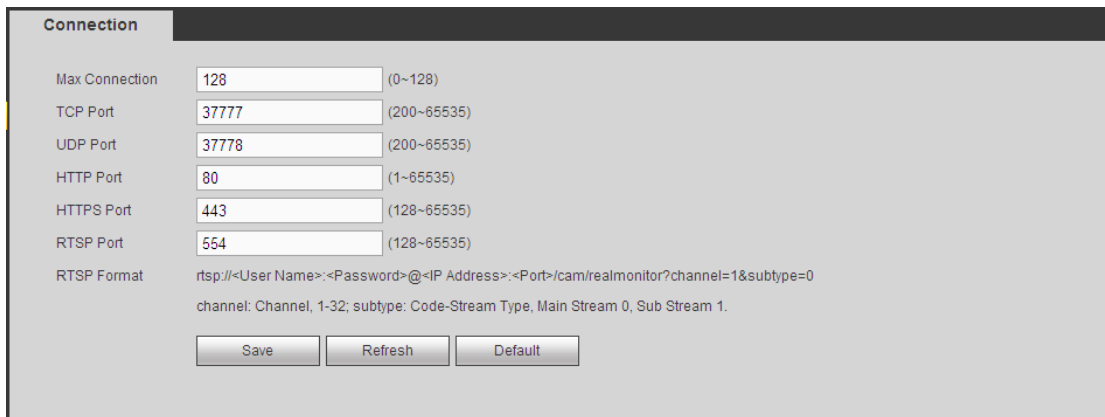 Connection
Max Connection 128 (0~128)
TCP Port 37777 (200~65535)
UDP Port 37778 (200~65535)
HTTP Port 80 (1~65535)
HTTPS Port 443 (128~65535)
RTSP Port 554 (128~65535)
RTSP Format rtsp://<User Name>:<Password>@<IP Address>:<Port>/cam/realmonitor?channel=1&subtype=0
channel: Channel, 1-32; subtype: Code-Stream Type, Main Stream 0, Sub Stream 1.
Save Refresh Default